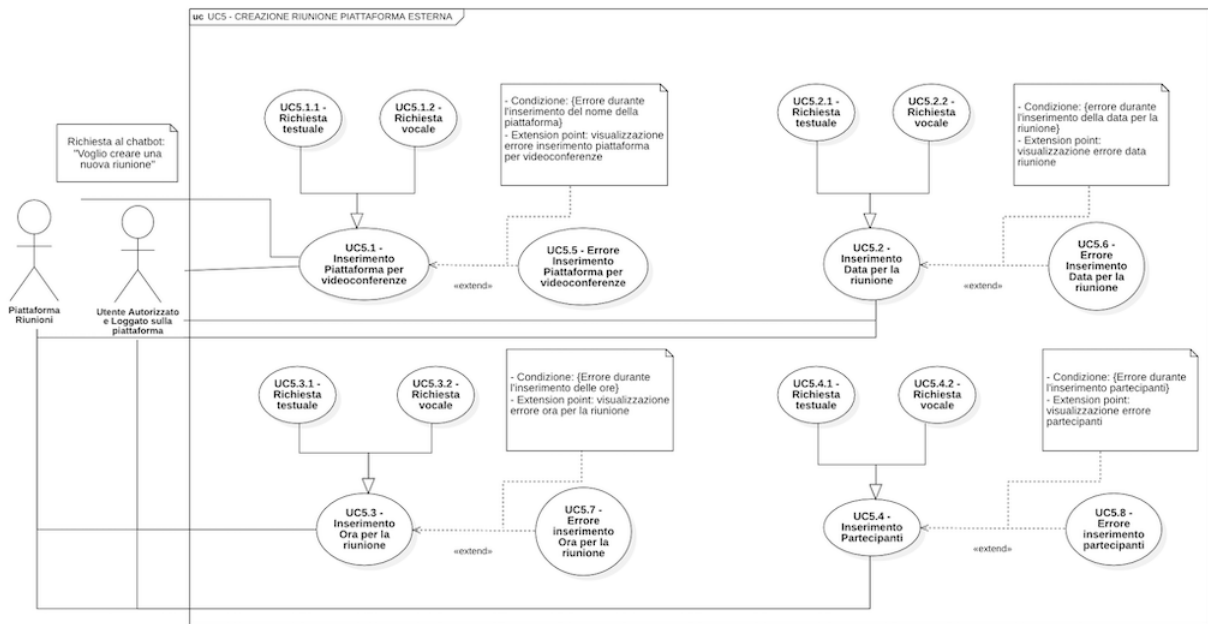 uc UC5 - CREAZIONE RIUNIONE PIATTAFORMA ESTERNA
Richiesta al chatbot:
"Voglio creare una
nuova riunione"
UC5.1.1 -
Richiesta
testuale
UC5.1.2 -
Richiesta
vocale
- Condizione: {Errore durante
l'inserimento del nome della
piattaforma}
- Extension point: visualizzazione
errore inserimento piattaforma
per videoconferenze
UC5.2.1 -
Richiesta
testuale
UC5.2.2 -
Richiesta
vocale
- Condizione: {errore durante
l'inserimento della data per la
riunione}
- Extension point:
visualizzazione errore data
riunione
Piattaforma
Riunioni
Utente Autorizzato
e Loggato sulla
piattaforma
UC5.1 -
Inserimento
Piattaforma per
videoconferenze
«extend»
UC5.5 - Errore
Inserimento
Piattaforma per
videoconferenze
UC5.2 -
Inserimento
Data per la
riunione
«extend»
UC5.6 -
Errore
Inserimento
Data per la
riunione
UC5.3.1 -
Richiesta
testuale
UC5.3.2 -
Richiesta
vocale
- Condizione: {Errore durante
l'inserimento delle ore}
- Extension point: visualizzazione
errore ora per la riunione
UC5.4.1 -
Richiesta
testuale
UC5.4.2 -
Richiesta
vocale
- Condizione: {Errore durante
l'inserimento partecipanti}
- Extension point:
visualizzazione errore
partecipanti
UC5.3 -
Inserimento
Ora per la
riunione
«extend»
UC5.7 -
Errore
inserimento
Ora per la
riunione
UC5.4 -
Inserimento
Partecipanti
«extend»
UC5.8 -
Errore
inserimento
partecipanti